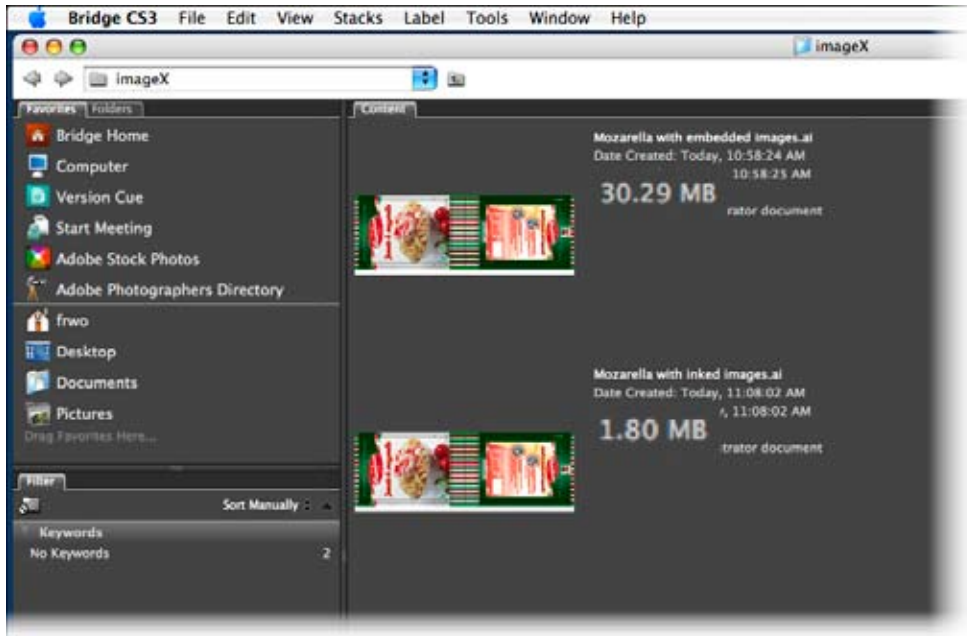 Bridge CS3 File Edit View Stacks Label Tools Window Help
imageX
imageX
Favorites Folders
Content
Bridge Home
Computer
Version Cue
Start Meeting
Adobe Stock Photos
Adobe Photographers Directory
frwo
Desktop
Documents
Pictures
Drag Favorites Here...
Filter
Sort Manually
Keywords
No Keywords 2
Mozarella with embedded images.ai
Date Created: Today, 10:58:24 AM
10:58:25 AM
30.29 MB
rator document
Mozarella with inked images.ai
Date Created: Today, 11:08:02 AM
, 11:08:02 AM
1.80 MB
trator document